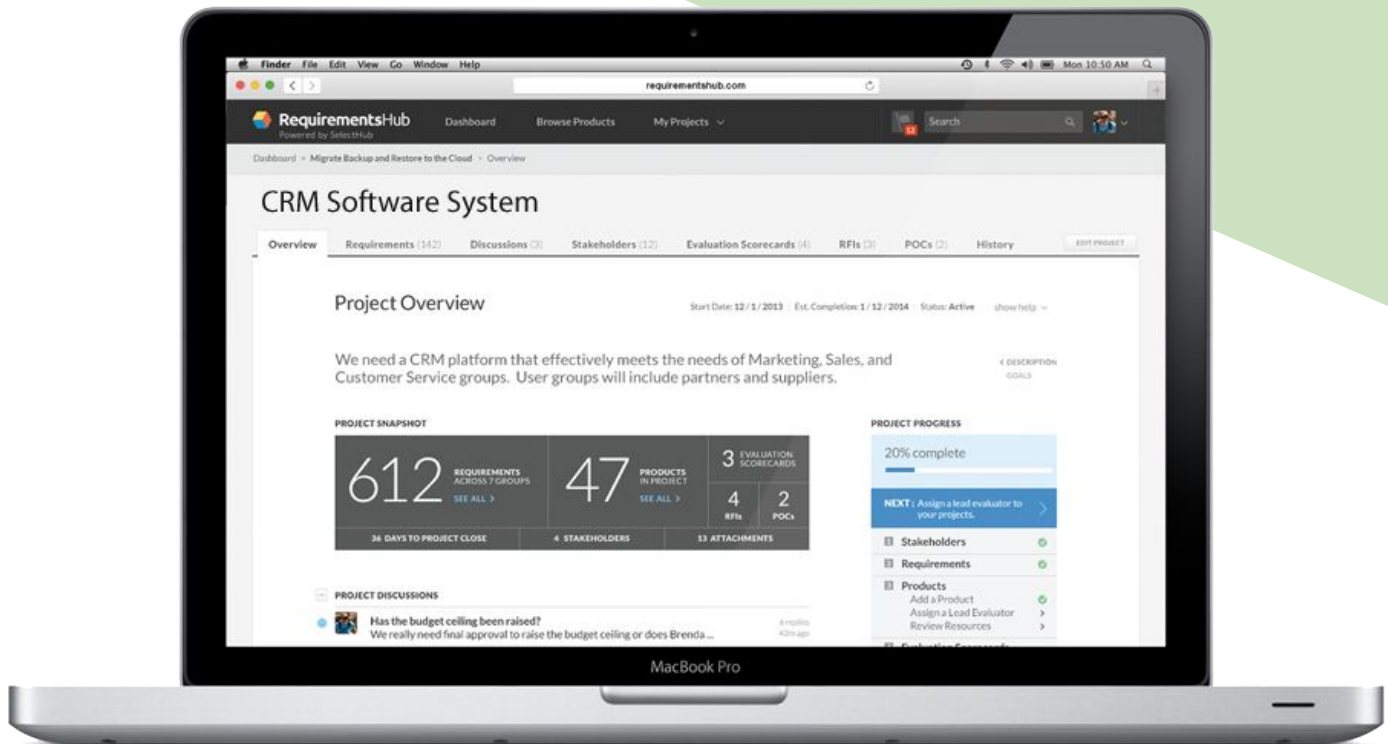 Finder File Edit View Go Window Help Mon 10:50 AM
requirementshub.com
RequirementsHub Dashboard Browse Products My Projects Search
Powered by SelectHub 12
Dashboard Migrate Backup and Restore to the Cloud Overview
CRM Software System
Overview Requirements (142) Discussions (3) Stakeholders (12) Evaluation Scorecards (4) RFIs (3) POCs (2) History EDIT PROJECT
Project Overview Start Date: 12 / 1 / 2013 Est. Completion: 1 / 12 / 2014 Status: Active show help
We need a CRM platform that effectively meets the needs of Marketing, Sales, and
Customer Service groups. User groups will include partners and suppliers.
< DESCRIPTION
GOALS
PROJECT SNAPSHOT
612 REQUIREMENTS
ACROSS 7 GROUPS
SEE ALL >
47 PRODUCTS
IN PROJECT
SEE ALL >
3 EVALUATION
SCORECARDS
4 2
RFIs POCs
36 DAYS TO PROJECT CLOSE 4 STAKEHOLDERS 13 ATTACHMENTS
PROJECT PROGRESS
20% complete
NEXT : Assign a lead evaluator to
your projects.
Stakeholders
Requirements
Products
Add a Product
Assign a Lead Evaluator
Review Resources
Evaluation Scorecards
PROJECT DISCUSSIONS
Has the budget ceiling been raised? 6 replies
We really need final approval to raise the budget ceiling or does Brenda ... 43m ago
MacBook Pro